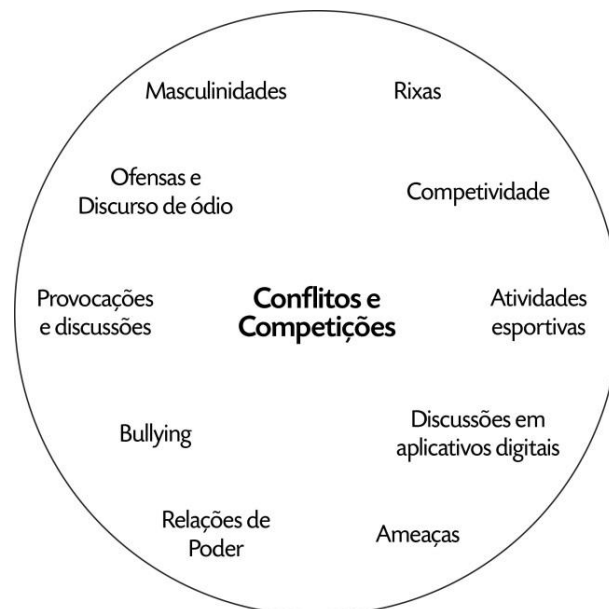 Masculinidades
Rixas
Ofensas e
Discurso de ódio
Competividade
Provocações
e discussões
Conflitos e
Competições
Atividades
esportivas
Bullying
Discussões em
aplicativos digitais
Relações de
Poder
Ameaças